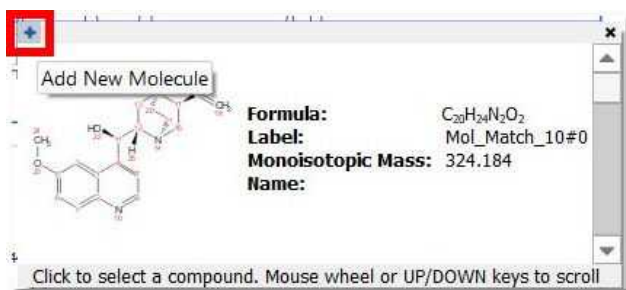 Add New Molecule
Formula: C₂₀H₂₄N₂O₂
Label: Mol_Match_10#0
Monoisotopic Mass: 324.184
Name:
HO
H
N
N
O
CH₃
Click to select a compound. Mouse wheel or UP/DOWN keys to scroll